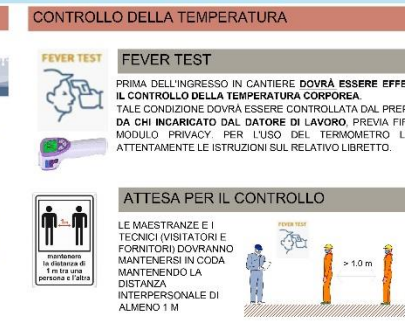 CONTROLLO DELLA TEMPERATURA
FEVER TEST
FEVER TEST
PRIMA DELL'INGRESSO IN CANTIERE DOVRÀ ESSERE EFFE
IL CONTROLLO DELLA TEMPERATURA CORPOREA.
TALE CONDIZIONE DOVRÀ ESSERE CONTROLLATA DAL PREP
DA CHI INCARICATO DAL DATORE DI LAVORO, PREVIA FIR
MODULO PRIVACY. PER L'USO DEL TERMOMETRO L
ATTENTAMENTE LE ISTRUZIONI SUL RELATIVO LIBRETTO.
ATTESA PER IL CONTROLLO
1m
mantenere
la distanza di
1 m tra una
persona e l'altra
LE MAESTRANZE E I
TECNICI (VISITATORI E
FORNITORI) DOVRANNO
MANTENERSI IN CODA
MANTENENDO LA
DISTANZA
INTERPERSONALE DI
ALMENO 1 M
FEVER TEST
> 1.0 m